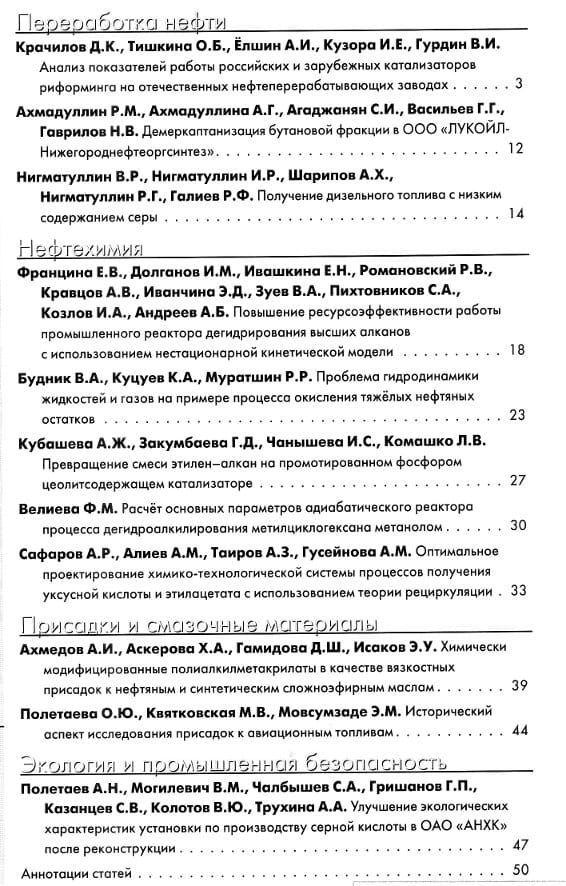 Переработка нефти
Крачилов Д.К., Тишкина О.Б., Ёлшин А.И., Кузора И.Е., Гурдин В.И.
Анализ показателей работы российских и зарубежных катализаторов
риформинга на отечественных нефтеперерабатывающих заводах . . . . . . 3
Ахмадуллин Р.М., Ахмадуллина А.Г., Агаджанян С.И., Васильев Г.Г.,
Гаврилов Н.В. Демеркаптанизация бутановой фракции в ООО «ЛУКОЙЛ-
Нижегороднефтеоргсинтез». . . . . . . . . . . . . . . . . . . . . . . . . . . . . 12
Нигматуллин В.Р., Нигматуллин И.Р., Шарипов А.Х.,
Нигматуллин Р.Г., Галиев Р.Ф. Получение дизельного топлива с низким
содержанием серы . . . . . . . . . . . . . . . . . . . . . . . . . . . . . . . . . . 14
Нефтехимия
Францина Е.В., Долганов И.М., Ивашкина Е.Н., Романовский Р.В.,
Кравцов А.В., Иванчина Э.Д., Зуев В.А., Пихтовников С.А.,
Козлов И.А., Андреев А.Б. Повышение ресурсоэффективности работы
промышленного реактора дегидрирования высших алканов
с использованием нестационарной кинетической модели . . . . . . . . . . 18
Будник В.А., Куцуев К.А., Муратшин Р.Р. Проблема гидродинамики
жидкостей и газов на примере процесса окисления тяжёлых нефтяных
остатков . . . . . . . . . . . . . . . . . . . . . . . . . . . . . . . . . . . . . . . . 23
Кубашева А.Ж., Закумбаева Г.Д., Чанышева И.С., Комашко Л.В.
Превращение смеси этилен–алкан на промотированном фосфором
цеолитсодержащем катализаторе . . . . . . . . . . . . . . . . . . . . . . . . 27
Велиева Ф.М. Расчёт основных параметров адиабатического реактора
процесса дегидроалкилирования метилциклогексана метанолом . . . . . . 30
Сафаров А.Р., Алиев А.М., Таиров А.З., Гусейнова А.М. Оптимальное
проектирование химико-технологической системы процессов получения
уксусной кислоты и этилацетата с использованием теории рециркуляции . 33
Присадки и смазочные материалы
Ахмедов А.И., Аскерова Х.А., Гамидова Д.Ш., Исаков Э.У. Химически
модифицированные полиалкилметакрилаты в качестве вязкостных
присадок к нефтяным и синтетическим сложноэфирным маслам. . . . . . . 39
Полетаева О.Ю., Квятковская М.В., Мовсумзаде Э.М. Исторический
аспект исследования присадок к авиационным топливам. . . . . . . . . . . 44
Экология и промышленная безопасность
Полетаев А.Н., Могилевич В.М., Чалбышев С.А., Гришанов Г.П.,
Казанцев С.В., Колотов В.Ю., Трухина А.А. Улучшение экологических
характеристик установки по производству серной кислоты в ОАО «АНХК»
после реконструкции . . . . . . . . . . . . . . . . . . . . . . . . . . . . . . . . 47
Аннотации статей . . . . . . . . . . . . . . . . . . . . . . . . . . . . . . . . . . . . 50